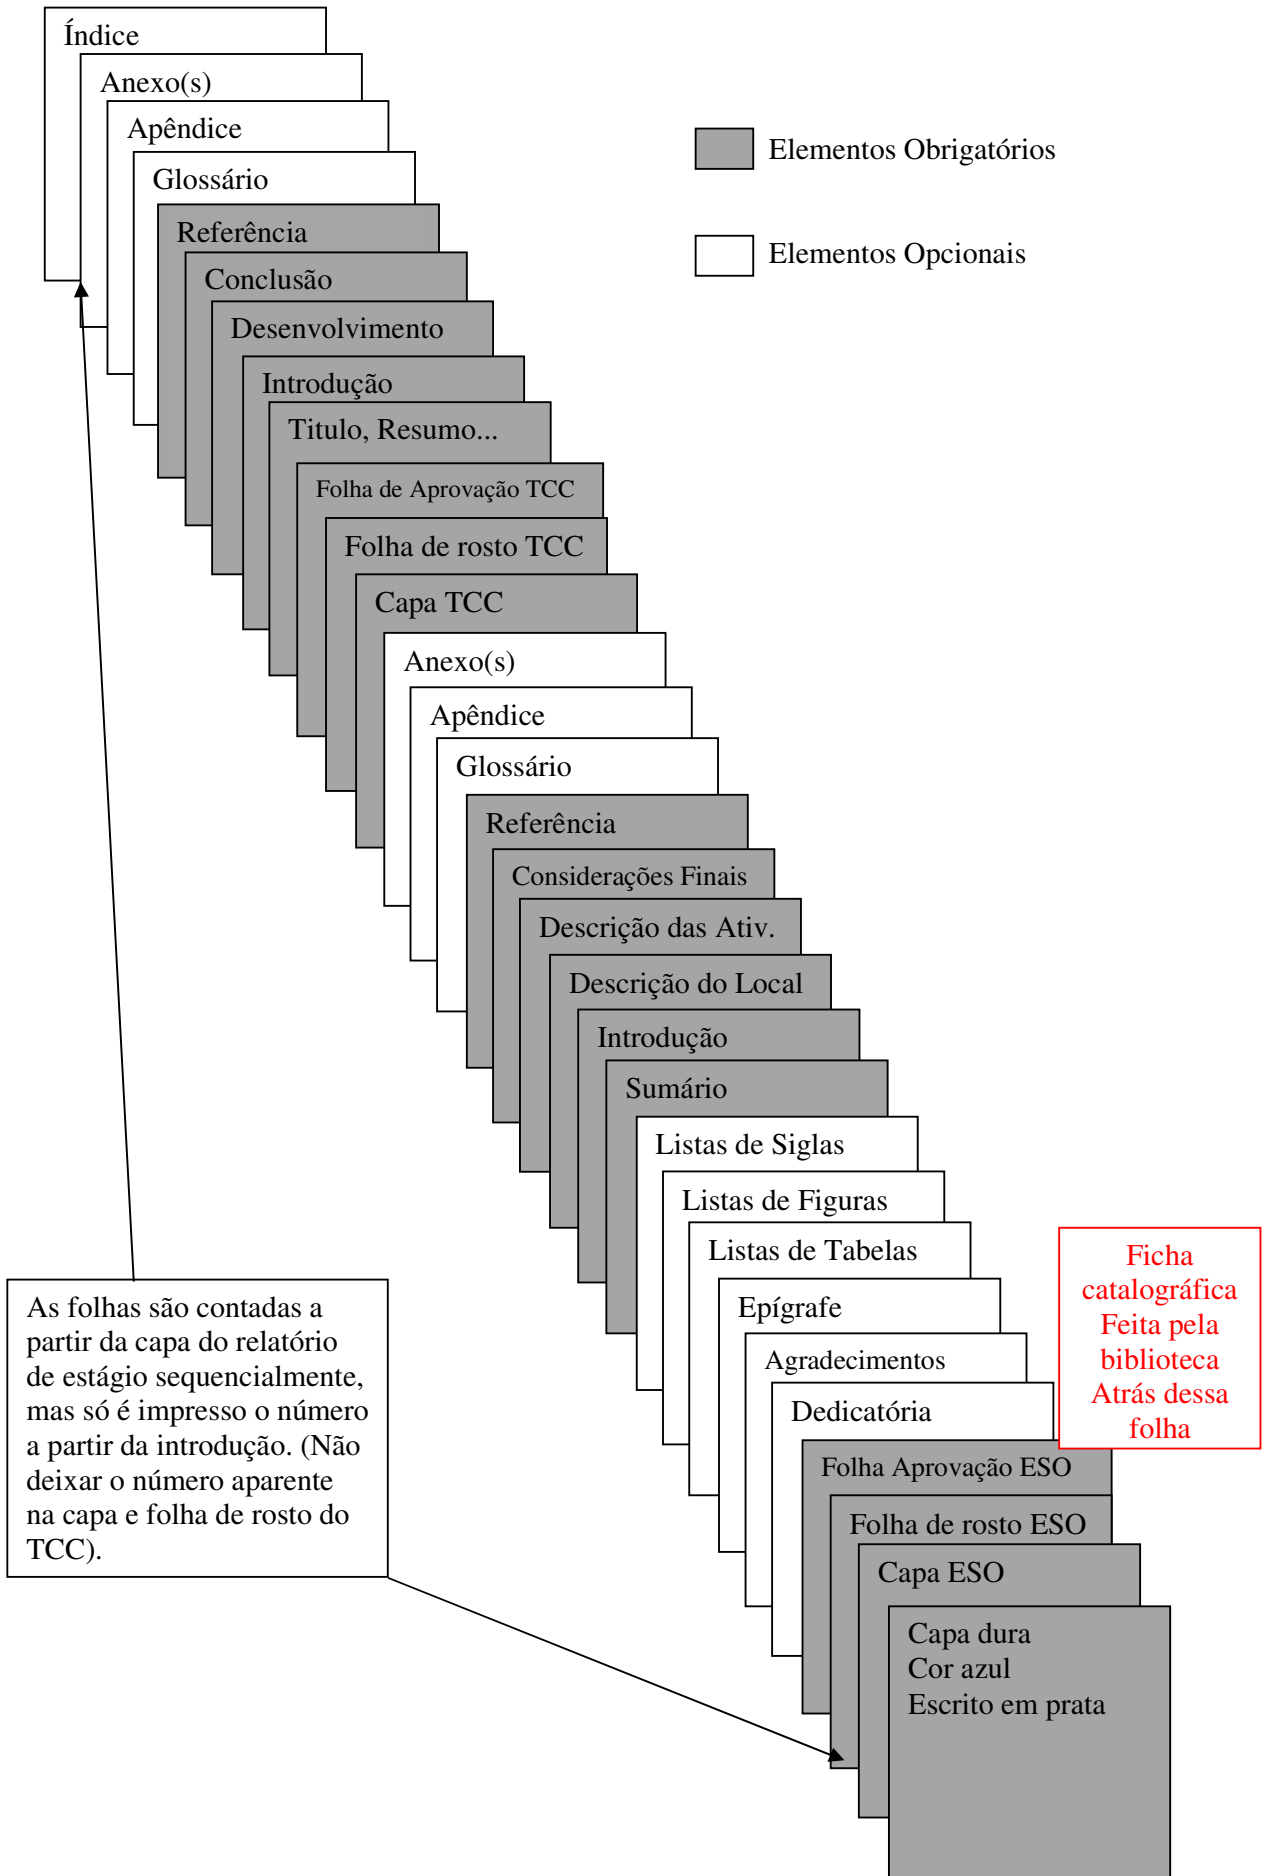 Índice
Anexo(s)
Apêndice
Glossário
Referência
Conclusão
Desenvolvimento
Introdução
Titulo, Resumo...
Folha de Aprovação TCC
Folha de rosto TCC
Capa TCC
Anexo(s)
Apêndice
Glossário
Referência
Considerações Finais
Descrição das Ativ.
Descrição do Local
Introdução
Sumário
Listas de Siglas
Listas de Figuras
Listas de Tabelas
Epígrafe
Agradecimentos
Dedicatória
Folha Aprovação ESO
Folha de rosto ESO
Capa ESO
Capa dura
Cor azul
Escrito em prata
Elementos Obrigatórios
Elementos Opcionais
Ficha
catalográfica
Feita pela
biblioteca
Atrás dessa
folha
As folhas são contadas a
partir da capa do relatório
de estágio sequencialmente,
mas só é impresso o número
a partir da introdução. (Não
deixar o número aparente
na capa e folha de rosto do
TCC).